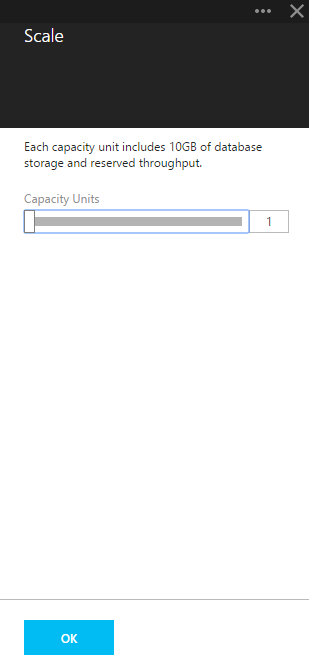 Scale
Each capacity unit includes 10GB of database
storage and reserved throughput.
Capacity Units
1
OK